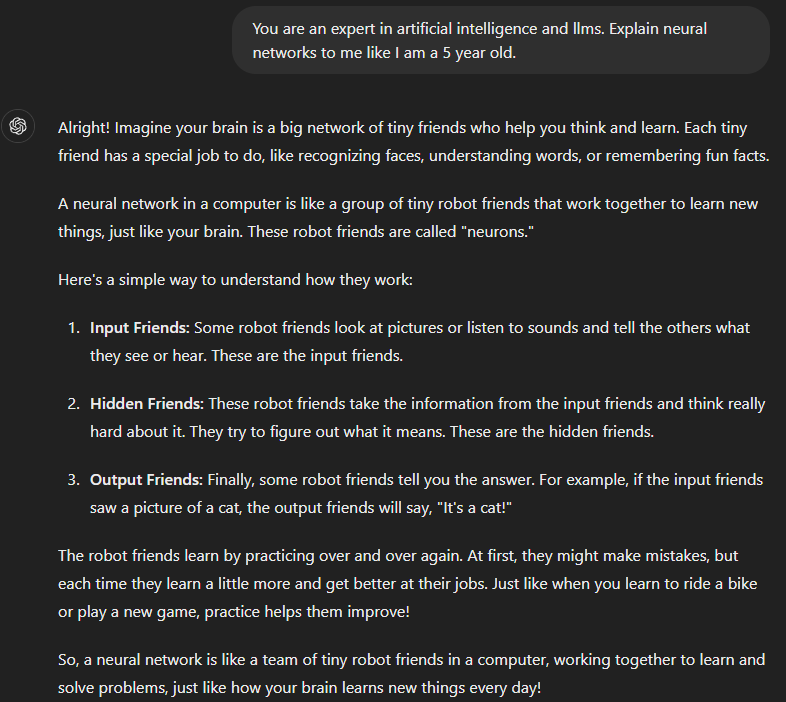 You are an expert in artificial intelligence and llms. Explain neural
networks to me like I am a 5 year old.
Alright! Imagine your brain is a big network of tiny friends who help you think and learn. Each tiny
friend has a special job to do, like recognizing faces, understanding words, or remembering fun facts.
A neural network in a computer is like a group of tiny robot friends that work together to learn new
things, just like your brain. These robot friends are called "neurons."
Here's a simple way to understand how they work:
1. Input Friends: Some robot friends look at pictures or listen to sounds and tell the others what
they see or hear. These are the input friends.
2. Hidden Friends: These robot friends take the information from the input friends and think really
hard about it. They try to figure out what it means. These are the hidden friends.
3. Output Friends: Finally, some robot friends tell you the answer. For example, if the input friends
saw a picture of a cat, the output friends will say, "It's a cat!"
The robot friends learn by practicing over and over again. At first, they might make mistakes, but
each time they learn a little more and get better at their jobs. Just like when you learn to ride a bike
or play a new game, practice helps them improve!
So, a neural network is like a team of tiny robot friends in a computer, working together to learn and
solve problems, just like how your brain learns new things every day!